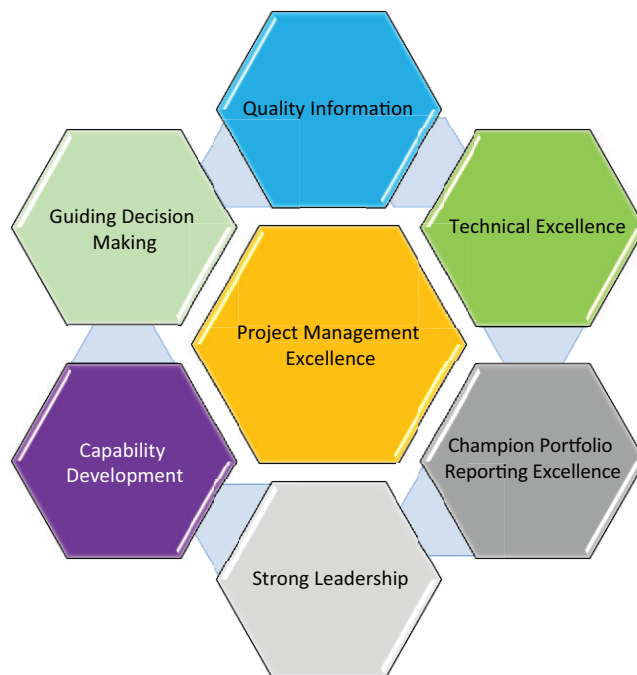 Quality Information
Guiding Decision
Making
Technical Excellence
Project Management
Excellence
Capability
Development
Champion Portfolio
Reporting Excellence
Strong Leadership